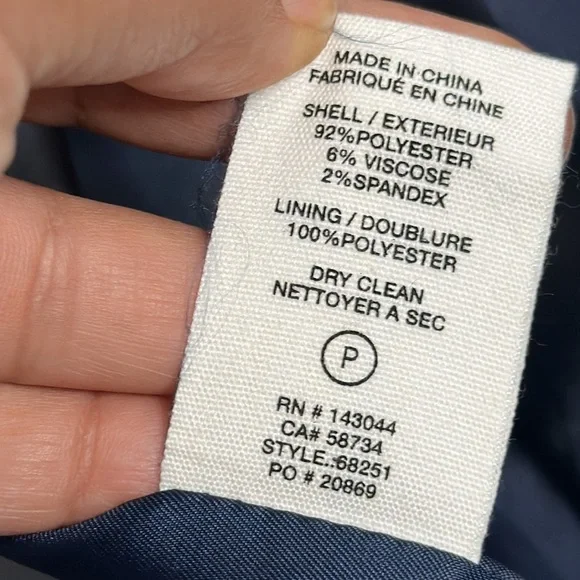 MADE IN CHINA
FABRIQUÉ EN CHINE
SHELL / EXTERIEUR
92%POLYESTER
6% VISCOSE
2%SPANDEX
LINING / DOUBLURE
100%POLYESTER
DRY CLEAN
NETTOYER A SEC
P
RN # 143044
CA# 58734
STYLE.:68251
PO # 20869